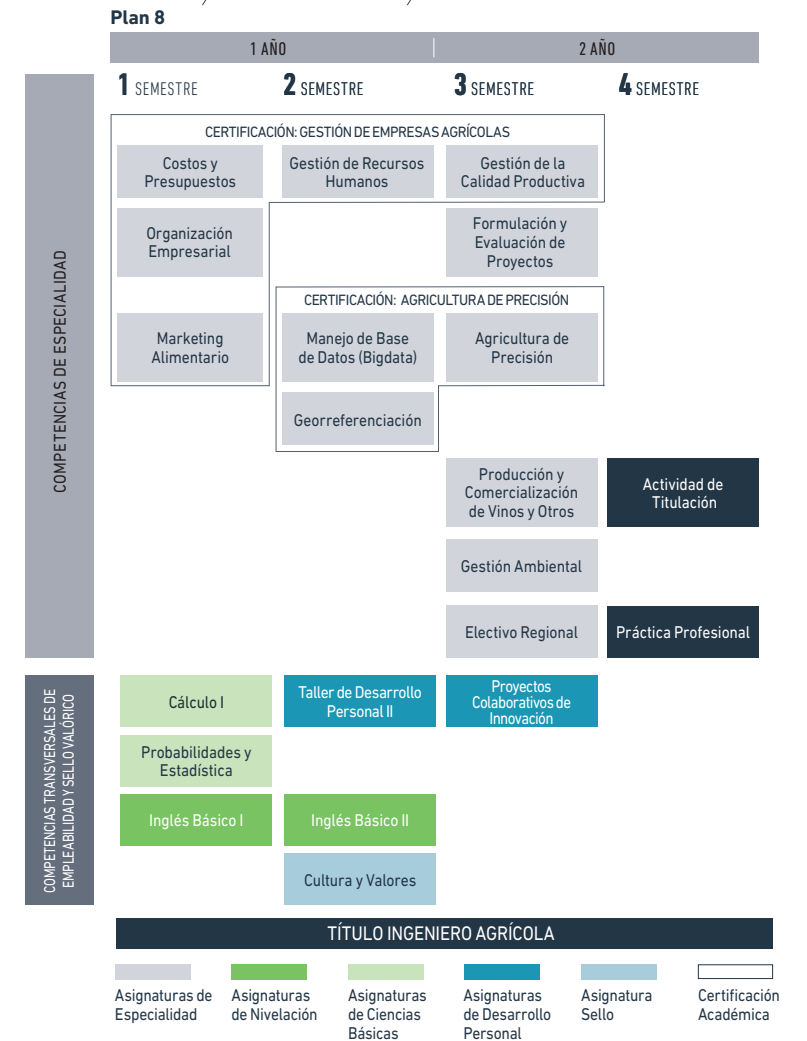 Plan 8
1 AÑO
2 AÑO
1 SEMESTRE
2 SEMESTRE
3 SEMESTRE
4 SEMESTRE
COMPETENCIAS DE ESPECIALIDAD
CERTIFICACIÓN: GESTIÓN DE EMPRESAS AGRÍCOLAS
Costos y
Presupuestos
Gestión de Recursos
Humanos
Gestión de la
Calidad Productiva
Organización
Empresarial
Formulación y
Evaluación de
Proyectos
CERTIFICACIÓN: AGRICULTURA DE PRECISIÓN
Marketing
Alimentario
Manejo de Base
de Datos (Bigdata)
Agricultura de
Precisión
Georreferenciación
Producción y
Comercialización
de Vinos y Otros
Actividad de
Titulación
Gestión Ambiental
Electivo Regional
Práctica Profesional
COMPETENCIAS TRANSVERSALES DE
EMPLEABILIDAD Y SELLO VALÓRICO
Cálculo I
Taller de Desarrollo
Personal II
Proyectos
Colaborativos de
Innovación
Probabilidades y
Estadística
Inglés Básico I
Inglés Básico II
Cultura y Valores
TÍTULO INGENIERO AGRÍCOLA
Asignaturas de
Especialidad
Asignaturas
de Nivelación
Asignaturas
de Ciencias
Básicas
Asignaturas
de Desarrollo
Personal
Asignatura
Sello
Certificación
Académica